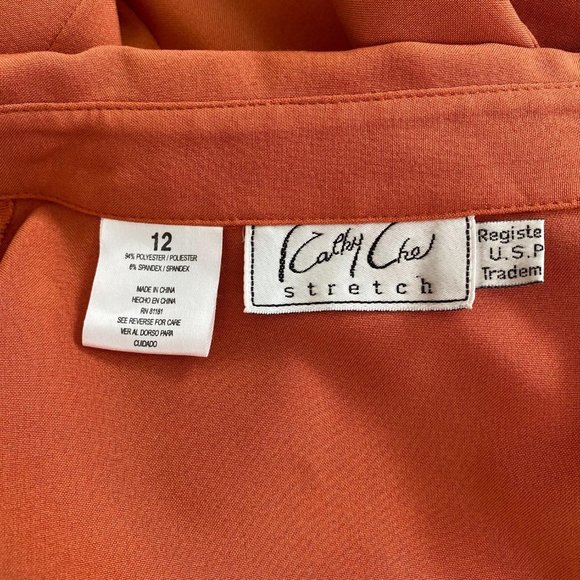 12
94% POLYESTER / POLIESTER
6% SPANDEX / SPANDEX
MADE IN CHINA
HECHO EN CHINA
RN 81181
SEE REVERSE FOR CARE
VER AL DORSO PARA
CUIDADO
Cathy Che
stretch
Registe
U.S.P
Tradem